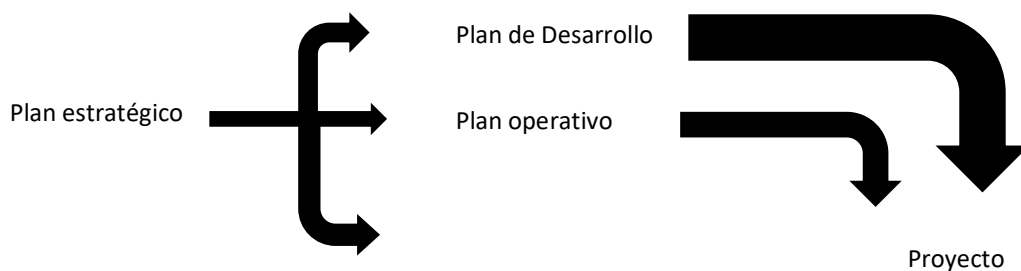 Plan de Desarrollo
Plan estratégico
Plan operativo
Proyecto